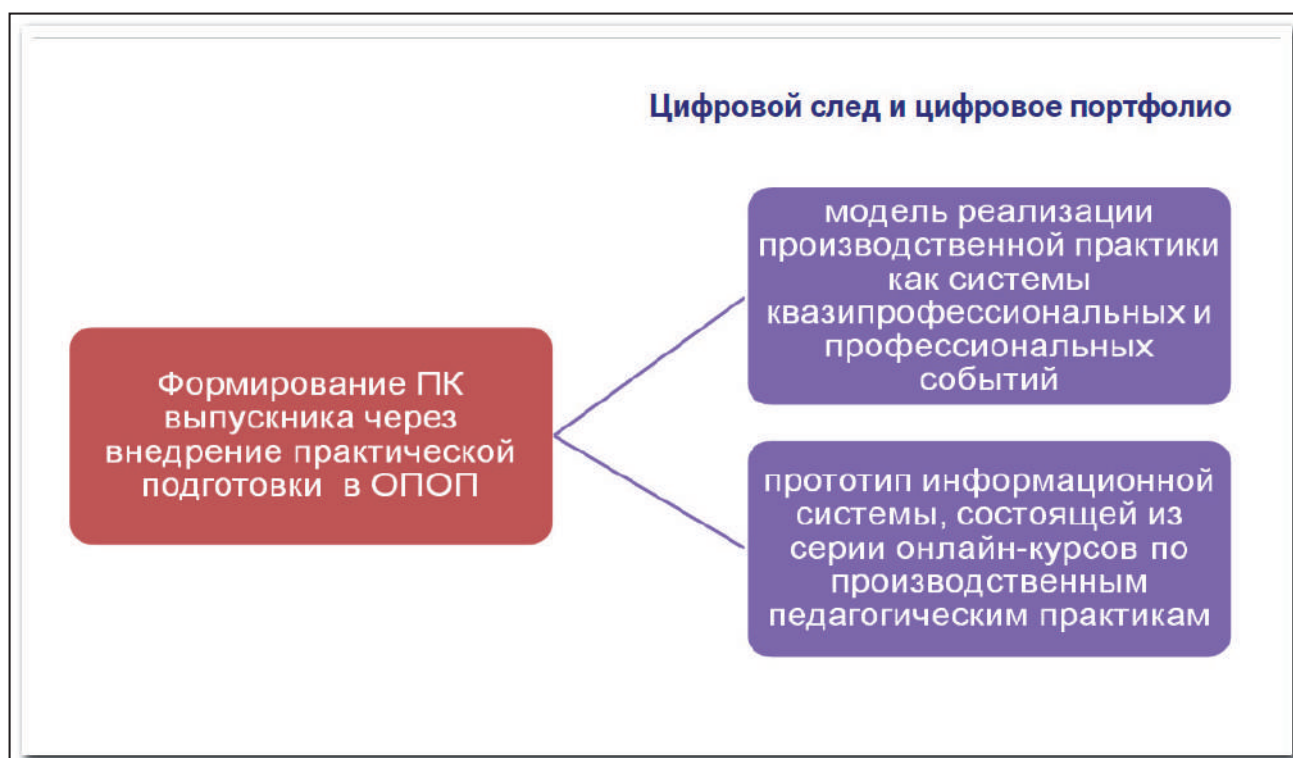 Цифровой след и цифровое портфолио
Формирование ПК
выпускника через
внедрение практической
подготовки в ОПОП
модель реализации
производственной практики
как системы
квазипрофессиональных и
профессиональных
событий
прототип информационной
системы, состоящей из
серии онлайн-курсов по
производственным
педагогическим практикам